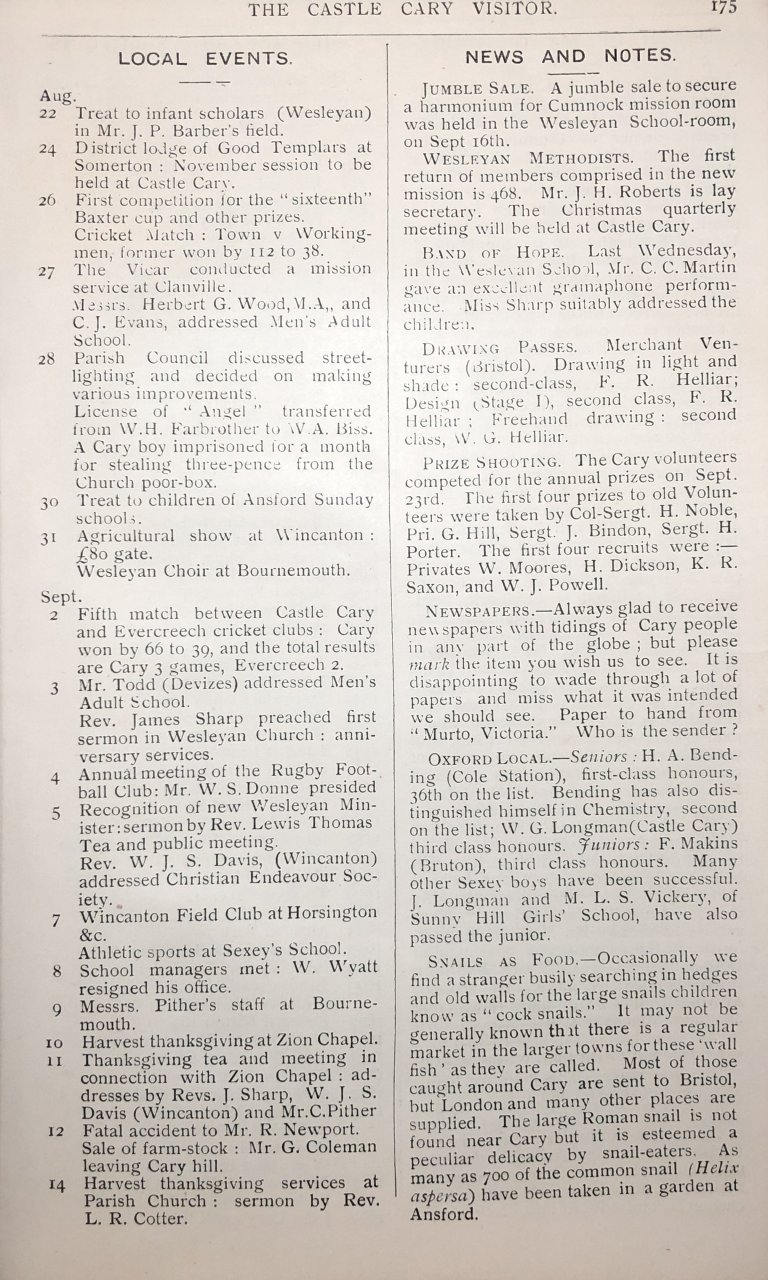 THE CASTLE CARY VISITOR. 175
LOCAL EVENTS.
Aug.
22 Treat to infant scholars (Wesleyan)
in Mr. J. P. Barber's field.
24 District lodge of Good Templars at
Somerton : November session to be
held at Castle Cary.
26 First competition for the "sixteenth"
Baxter cup and other prizes.
Cricket Match : Town v Working-
men, former won by 112 to 38.
27 The Vicar conducted a mission
service at Clanville.
Messrs. Herbert G. Wood, M.A,, and
C. J. Evans, addressed Men's Adult
School.
28 Parish Council discussed street-
lighting and decided on making
various improvements.
License of "Angel" transferred
from W.H. Farbrother to W.A. Biss.
A Cary boy imprisoned for a month
for stealing three-pence from the
Church poor-box.
30 Treat to children of Ansford Sunday
schools.
31 Agricultural show at Wincanton :
£80 gate.
Wesleyan Choir at Bournemouth.
Sept.
2 Fifth match between Castle Cary
and Evercreech cricket clubs : Cary
won by 66 to 39, and the total results
are Cary 3 games, Evercreech 2.
3 Mr. Todd (Devizes) addressed Men's
Adult School.
Rev. James Sharp preached first
sermon in Wesleyan Church : anni-
versary services.
4 Annual meeting of the Rugby Foot-
ball Club: Mr. W. S. Donne presided
5 Recognition of new Wesleyan Min-
ister: sermon by Rev. Lewis Thomas
Tea and public meeting.
Rev. W. J. S. Davis, (Wincanton)
addressed Christian Endeavour Soc-
iety.
7 Wincanton Field Club at Horsington
&c.
Athletic sports at Sexey's School.
8 School managers met : W. Wyatt
resigned his office.
9 Messrs. Pither's staff at Bourne-
mouth.
10 Harvest thanksgiving at Zion Chapel.
11 Thanksgiving tea and meeting in
connection with Zion Chapel : ad-
dresses by Revs. J. Sharp, W. J. S.
Davis (Wincanton) and Mr.C.Pither
12 Fatal accident to Mr. R. Newport.
Sale of farm-stock : Mr. G. Coleman
leaving Cary hill.
14 Harvest thanksgiving services at
Parish Church : sermon by Rev.
L. R. Cotter.
NEWS AND NOTES.
JUMBLE SALE. A jumble sale to secure
a harmonium for Cumnock mission room
was held in the Wesleyan School-room,
on Sept 16th.
WESLEYAN METHODISTS. The first
return of members comprised in the new
mission is 468. Mr. J. H. Roberts is lay
secretary. The Christmas quarterly
meeting will be held at Castle Cary.
BAND OF HOPE. Last Wednesday,
in the Wesleyan School, Mr. C. C. Martin
gave an excellent gramaphone perform-
ance. Miss Sharp suitably addressed the
children.
DRAWING PASSES. Merchant Ven-
turers (Bristol). Drawing in light and
shade : second-class, F. R. Helliar;
Design (Stage I), second class, F. R.
Helliar ; Freehand drawing : second
class, W. G. Helliar.
PRIZE SHOOTING. The Cary volunteers
competed for the annual prizes on Sept.
23rd. The first four prizes to old Volun-
teers were taken by Col-Sergt. H. Noble,
Pri. G. Hill, Sergt. J. Bindon, Sergt. H.
Porter. The first four recruits were :—
Privates W. Moores, H. Dickson, K. R.
Saxon, and W. J. Powell.
NEWSPAPERS.—Always glad to receive
newspapers with tidings of Cary people
in any part of the globe ; but please
mark the item you wish us to see. It is
disappointing to wade through a lot of
papers and miss what it was intended
we should see. Paper to hand from
"Murto, Victoria." Who is the sender ?
OXFORD LOCAL.—Seniors : H. A. Bend-
ing (Cole Station), first-class honours,
36th on the list. Bending has also dis-
tinguished himself in Chemistry, second
on the list; W. G. Longman(Castle Cary)
third class honours. Juniors : F. Makins
(Bruton), third class honours. Many
other Sexey boys have been successful.
J. Longman and M. L. S. Vickery, of
Sunny Hill Girls' School, have also
passed the junior.
SNAILS AS FOOD.—Occasionally we
find a stranger busily searching in hedges
and old walls for the large snails children
know as "cock snails." It may not be
generally known that there is a regular
market in the larger towns for these 'wall
fish' as they are called. Most of those
caught around Cary are sent to Bristol,
but London and many other places are
supplied. The large Roman snail is not
found near Cary but it is esteemed a
peculiar delicacy by snail-eaters. As
many as 700 of the common snail (Helix
aspersa) have been taken in a garden at
Ansford.